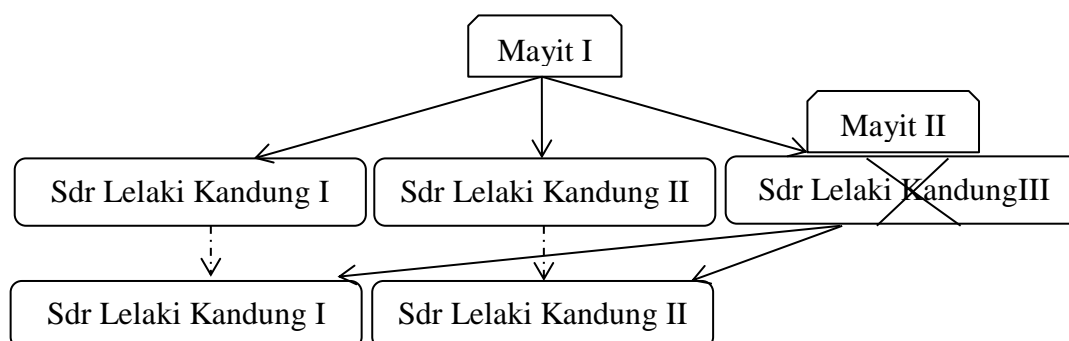 Mayit I
Mayit II
Sdr Lelaki Kandung I
Sdr Lelaki Kandung II
Sdr Lelaki KandungIII
Sdr Lelaki Kandung I
Sdr Lelaki Kandung II